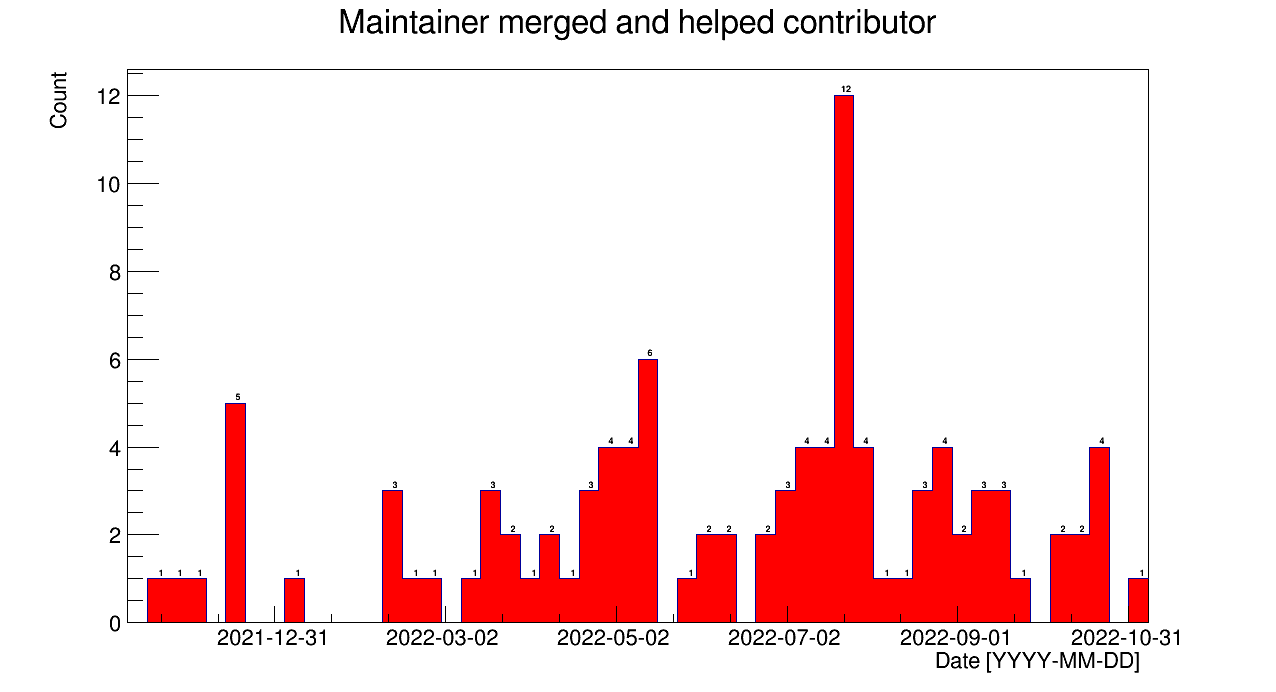 Maintainer merged and helped contributor
Count
12
10
8
6
4
2
0
1 1 1 5 1 3 1 1 1 3 2 1 2 1 3 4 4 6 1 2 2 2 3 4 4 12 4 1 1 3 4 2 3 3 1 2 2 4 1
2021-12-31 2022-03-02 2022-05-02 2022-07-02 2022-09-01 2022-10-31
Date [YYYY-MM-DD]